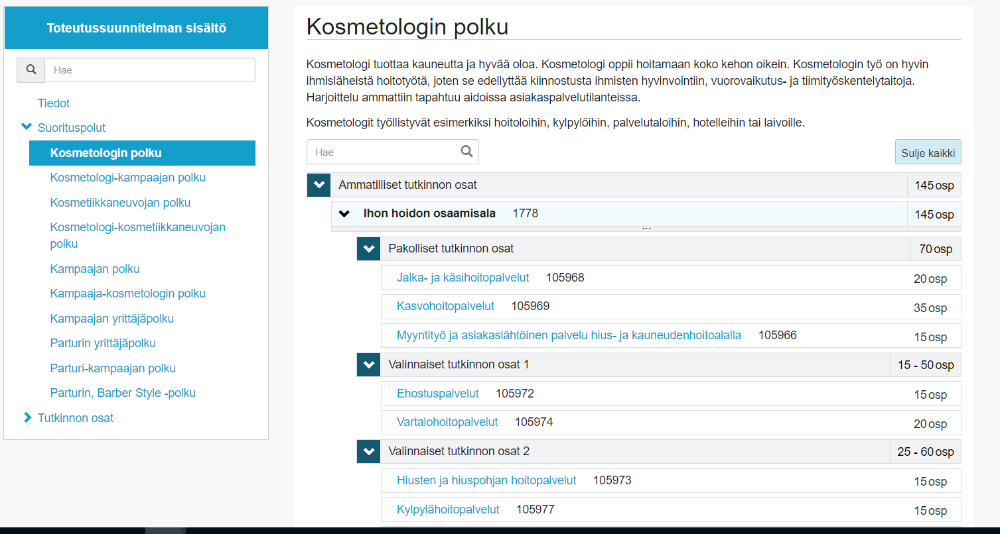 Toteutussuunnitelman sisältö
Hae
Tiedot
Suorituspolut
Kosmetologin polku
Kosmetologi-kampaajan polku
Kosmetiikkaneuvojan polku
Kosmetologi-kosmetiikkaneuvojan
polku
Kampaajan polku
Kampaaja-kosmetologin polku
Kampaajan yrittäjäpolku
Parturin yrittäjäpolku
Parturi-kampaajan polku
Parturin, Barber Style -polku
Tutkinnon osat
Kosmetologin polku
Kosmetologi tuottaa kauneutta ja hyvää oloa. Kosmetologi oppii hoitamaan koko kehon oikein. Kosmetologin työ on hyvin
ihmisläheistä hoitotyötä, joten se edellyttää kiinnostusta ihmisten hyvinvointiin, vuorovaikutus- ja tiimityöskentelytaitoja.
Harjoittelu ammattiin tapahtuu aidoissa asiakaspalvelutilanteissa.
Kosmetologit työllistyvät esimerkiksi hoitoloihin, kylpylöihin, palvelutaloihin, hotelleihin tai laivoille.
Hae Sulje kaikki
Ammatilliset tutkinnon osat 145 osp
Ihon hoidon osaamisala 1778 145 osp
...
Pakolliset tutkinnon osat 70 osp
Jalka- ja käsihoitopalvelut 105968 20 osp
Kasvohoitopalvelut 105969 35 osp
Myyntityö ja asiakaslähtöinen palvelu hius- ja kauneudenhoitoalalla 105966 15 osp
Valinnaiset tutkinnon osat 1 15 - 50 osp
Ehostuspalvelut 105972 15 osp
Vartalohoitopalvelut 105974 20 osp
Valinnaiset tutkinnon osat 2 25 - 60 osp
Hiusten ja hiuspohjan hoitopalvelut 105973 15 osp
Kylpylähoitopalvelut 105977 15 osp